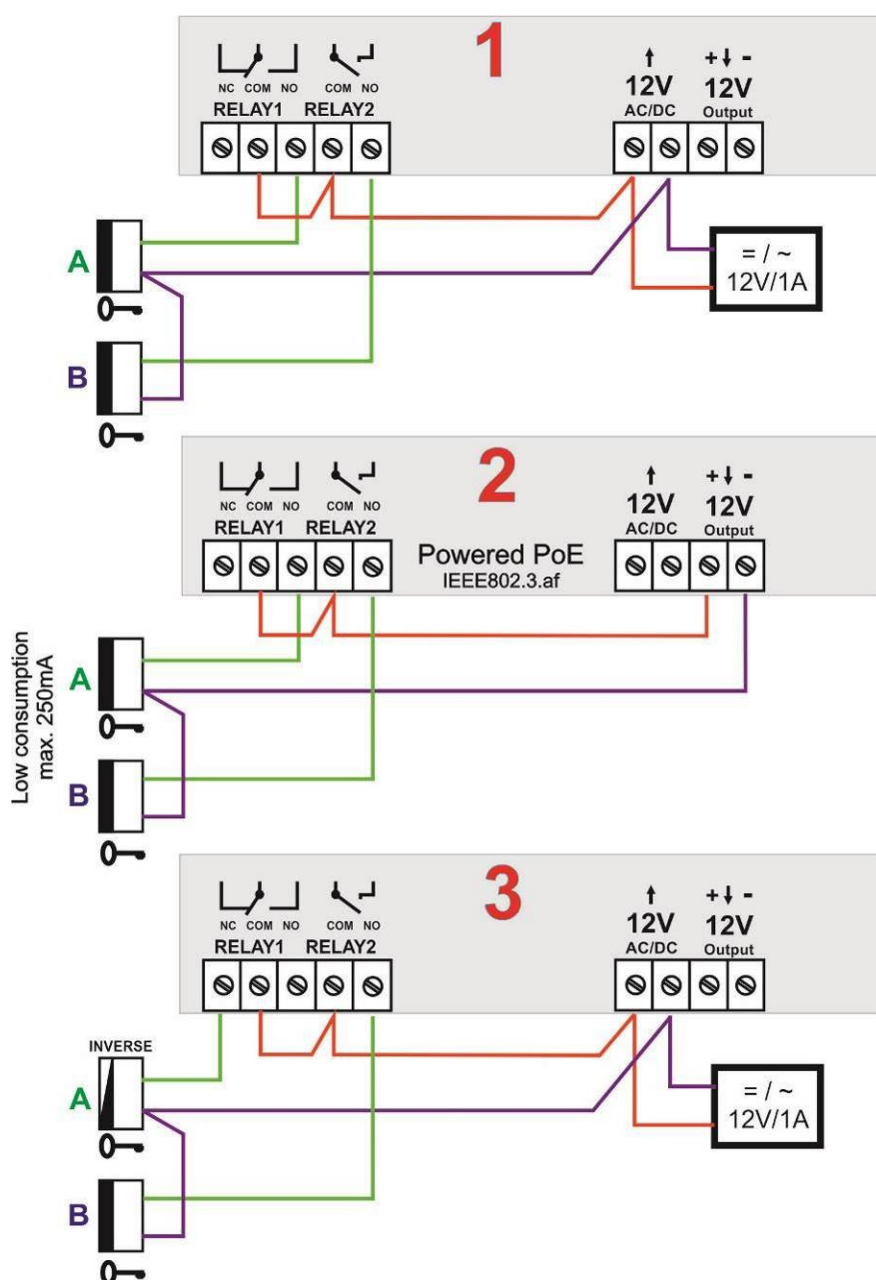 1
NC COM NO COM NO
RELAY1 RELAY2
12V
AC/DC
+ -
12V
Output
A
B
= / ~
12V/1A
2
NC COM NO COM NO
RELAY1 RELAY2
Powered PoE
IEEE802.3.af
12V
AC/DC
+ -
12V
Output
Low consumption
max. 250mA
A
B
3
NC COM NO COM NO
RELAY1 RELAY2
12V
AC/DC
+ -
12V
Output
INVERSE
A
B
= / ~
12V/1A